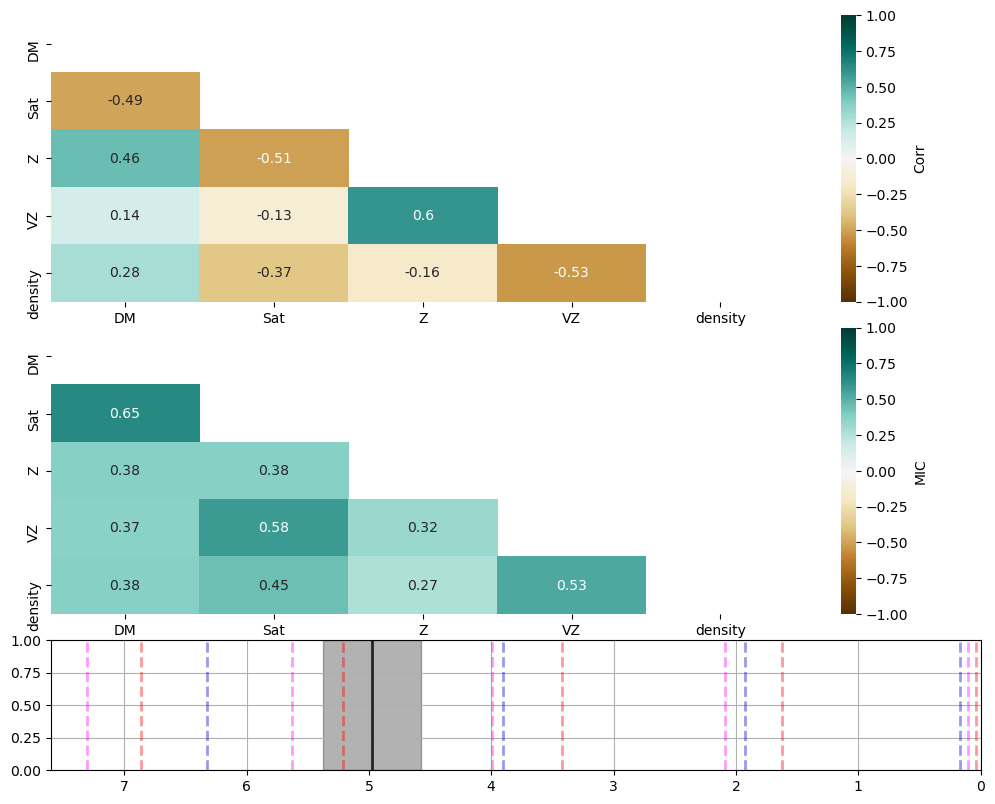 DM
Sat -0.49
Z 0.46 -0.51
VZ 0.14 -0.13 0.6
density 0.28 -0.37 -0.16 -0.53
DM Sat Z VZ density
1.00
0.75
0.50
0.25
0.00
−0.25
−0.50
−0.75
−1.00
Corr
DM
Sat 0.65
Z 0.38 0.38
VZ 0.37 0.58 0.32
density 0.38 0.45 0.27 0.53
DM Sat Z VZ density
1.00
0.75
0.50
0.25
0.00
−0.25
−0.50
−0.75
−1.00
MIC
1.00
0.75
0.50
0.25
0.00
7 6 5 4 3 2 1 0